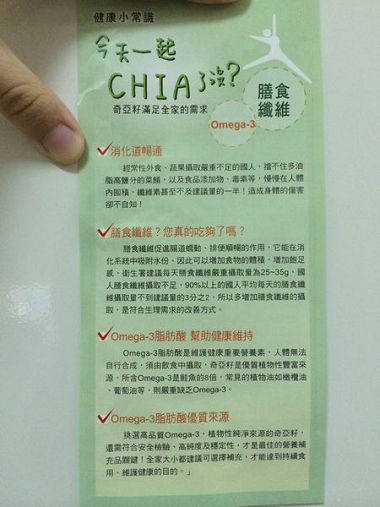 健康小常識
今天一起
CHIA了沒?
奇亞籽滿足全家的需求
膳食
纖維
Omega-3
消化道暢通
經常性外食、蔬果攝取嚴重不足的國人,擋不住多油
脂高鹽分的菜餚,以及食品添加物、毒素等,慢慢在人體
內囤積,纖維素甚至不及建議量的一半!造成身體的傷害
卻不自知!
膳食纖維?您真的吃夠了嗎?
膳食纖維促進腸道蠕動、排便順暢的作用,它能在消
化系統中吸附水份,因此可以增加食物的體積,增加飽足
感,衛生署建議每天膳食纖維嚴重攝取量為25~35g,國
人膳食纖維攝取不足,90%以上的國人平均每天的膳食纖
維攝取量不到建議量的3分之2,所以多增加膳食纖維的攝
取,是符合生理需求的改善方式。
Omega-3脂肪酸 幫助健康維持
Omega-3脂肪酸是維護健康重要營養素,人體無法
自行合成,須由飲食中攝取,奇亞籽是優質植物性豐富來
源,所含Omega-3是鮭魚的8倍,常見的植物油如橄欖油
、葡萄油等,則嚴重缺乏Omega-3。
Omega-3脂肪酸優質來源
挑選高品質Omega-3,植物性純淨來源的奇亞籽,
還需符合安全檢驗、高純度及穩定性,才是最佳的營養補
充品關鍵!全家大小都建議可選擇補充,才能達到持續食
用、維護健康的目的。」